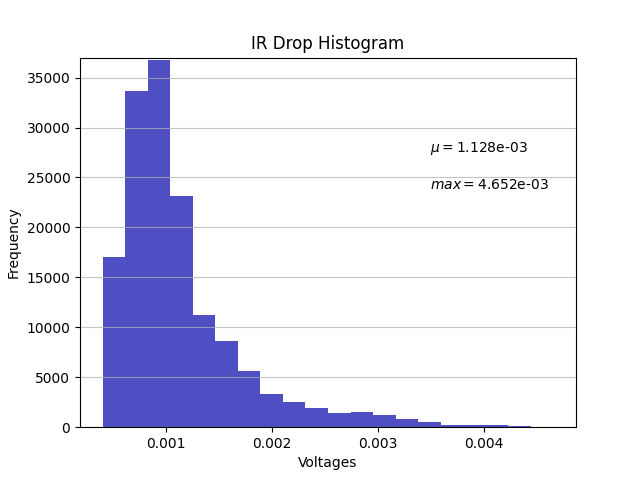 IR Drop Histogram
35000
30000
25000
20000
15000
10000
5000
0
Frequency
μ = 1.128e-03
max = 4.652e-03
0.001 0.002 0.003 0.004
Voltages